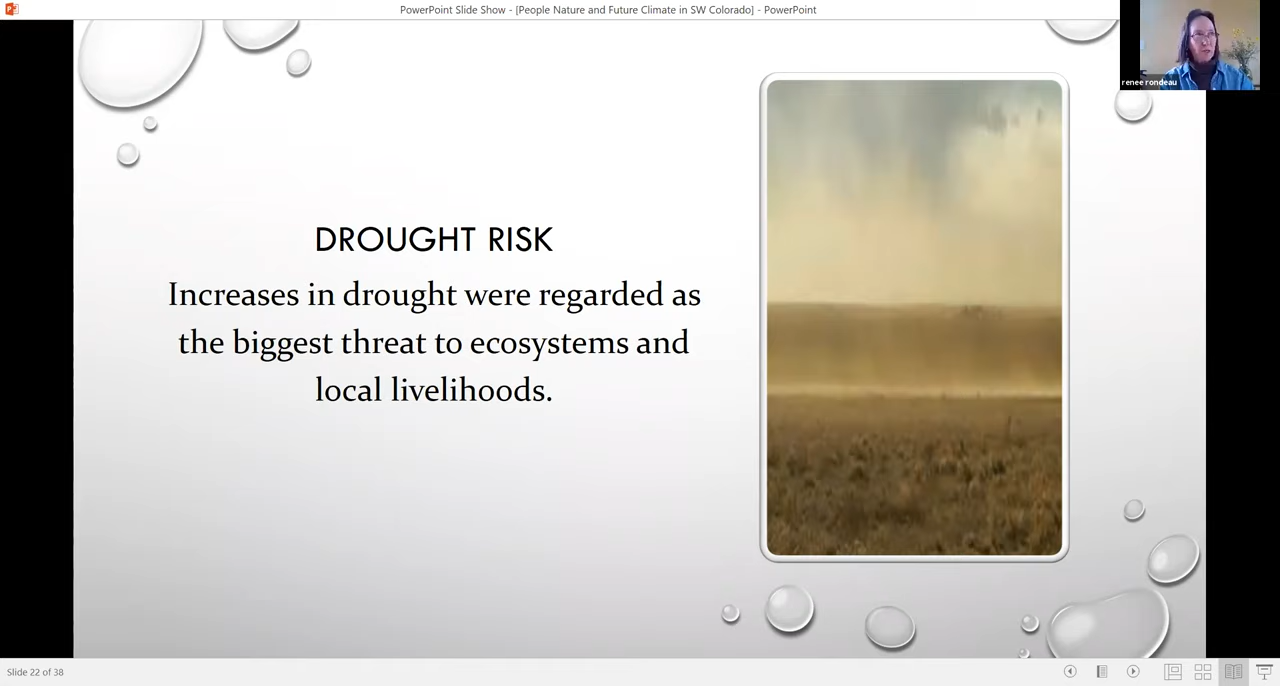 PowerPoint Slide Show - [People Nature and Future Climate in SW Colorado] - PowerPoint
renee rondeau
DROUGHT RISK
Increases in drought were regarded as
the biggest threat to ecosystems and
local livelihoods.
Slide 22 of 38